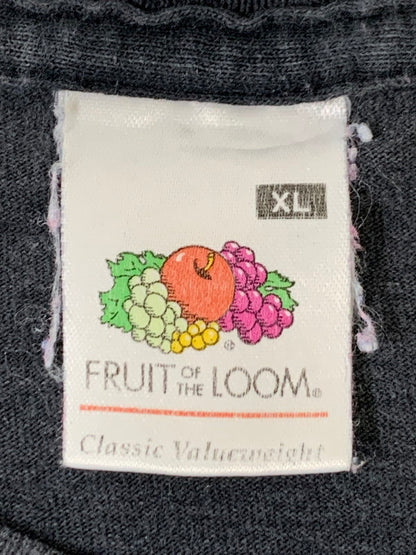 XL
®
FRUIT OF THE LOOM®
Classic Valueweight